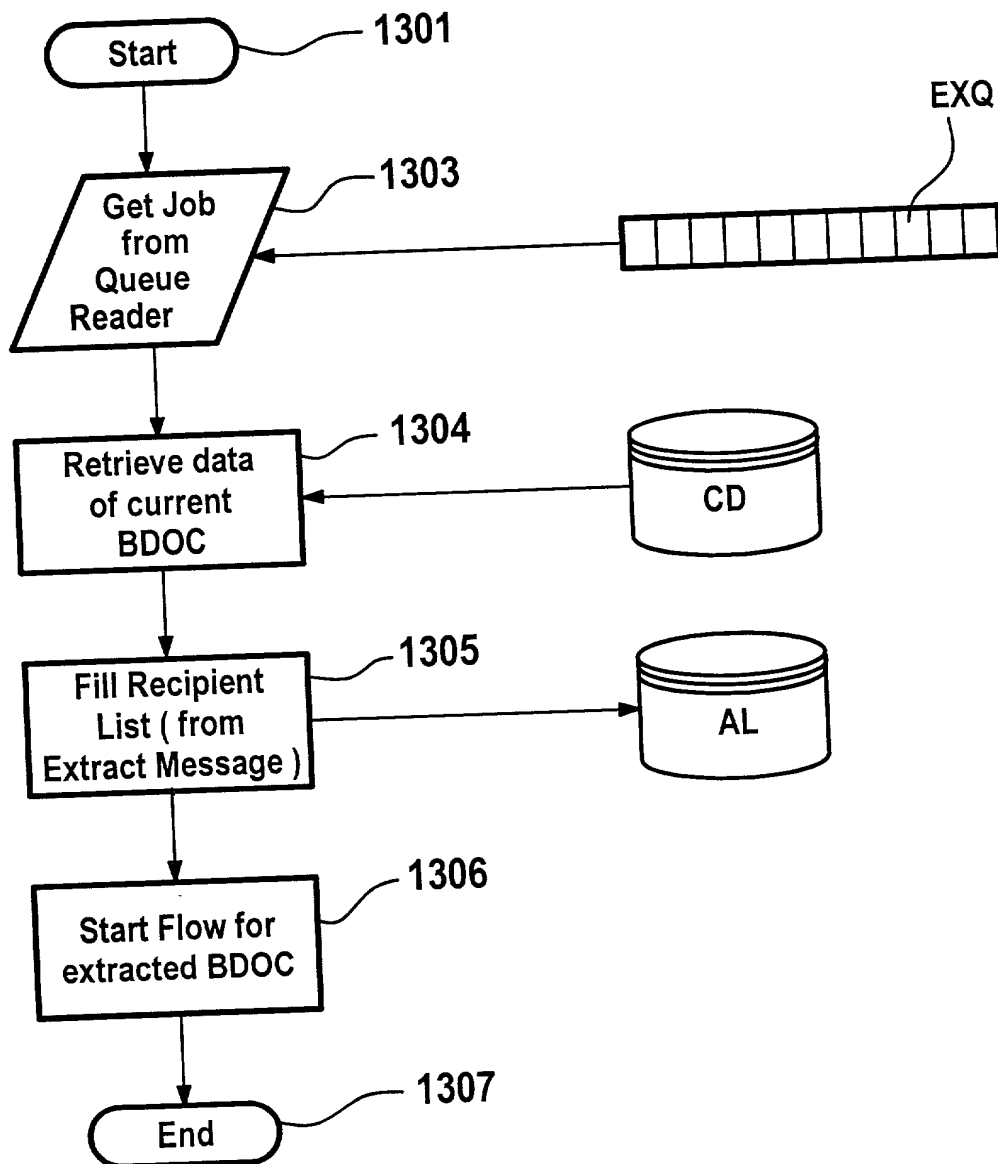 Start
1301
EXQ
Get Job
from
Queue
Reader
1303
Retrieve data
of current
BDOC
1304
CD
Fill Recipient
List ( from
Extract Message )
1305
AL
Start Flow for
extracted BDOC
1306
End
1307